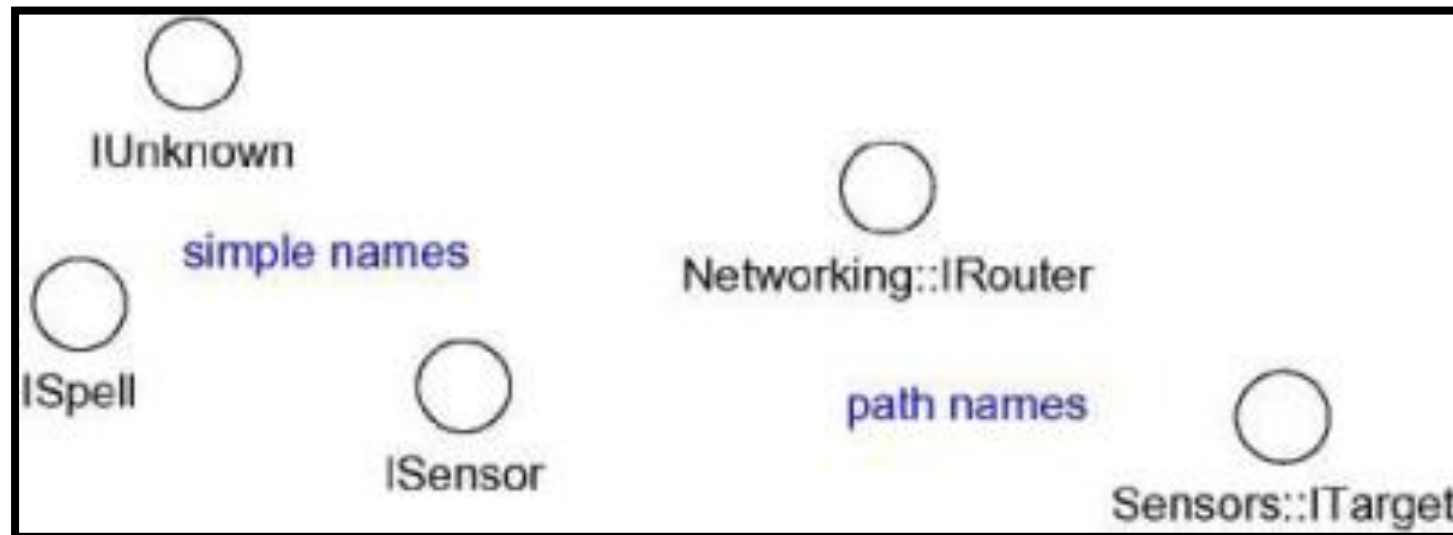 IUnknown
simple names
ISpell
ISensor
Networking::IRouter
path names
Sensors::ITarget